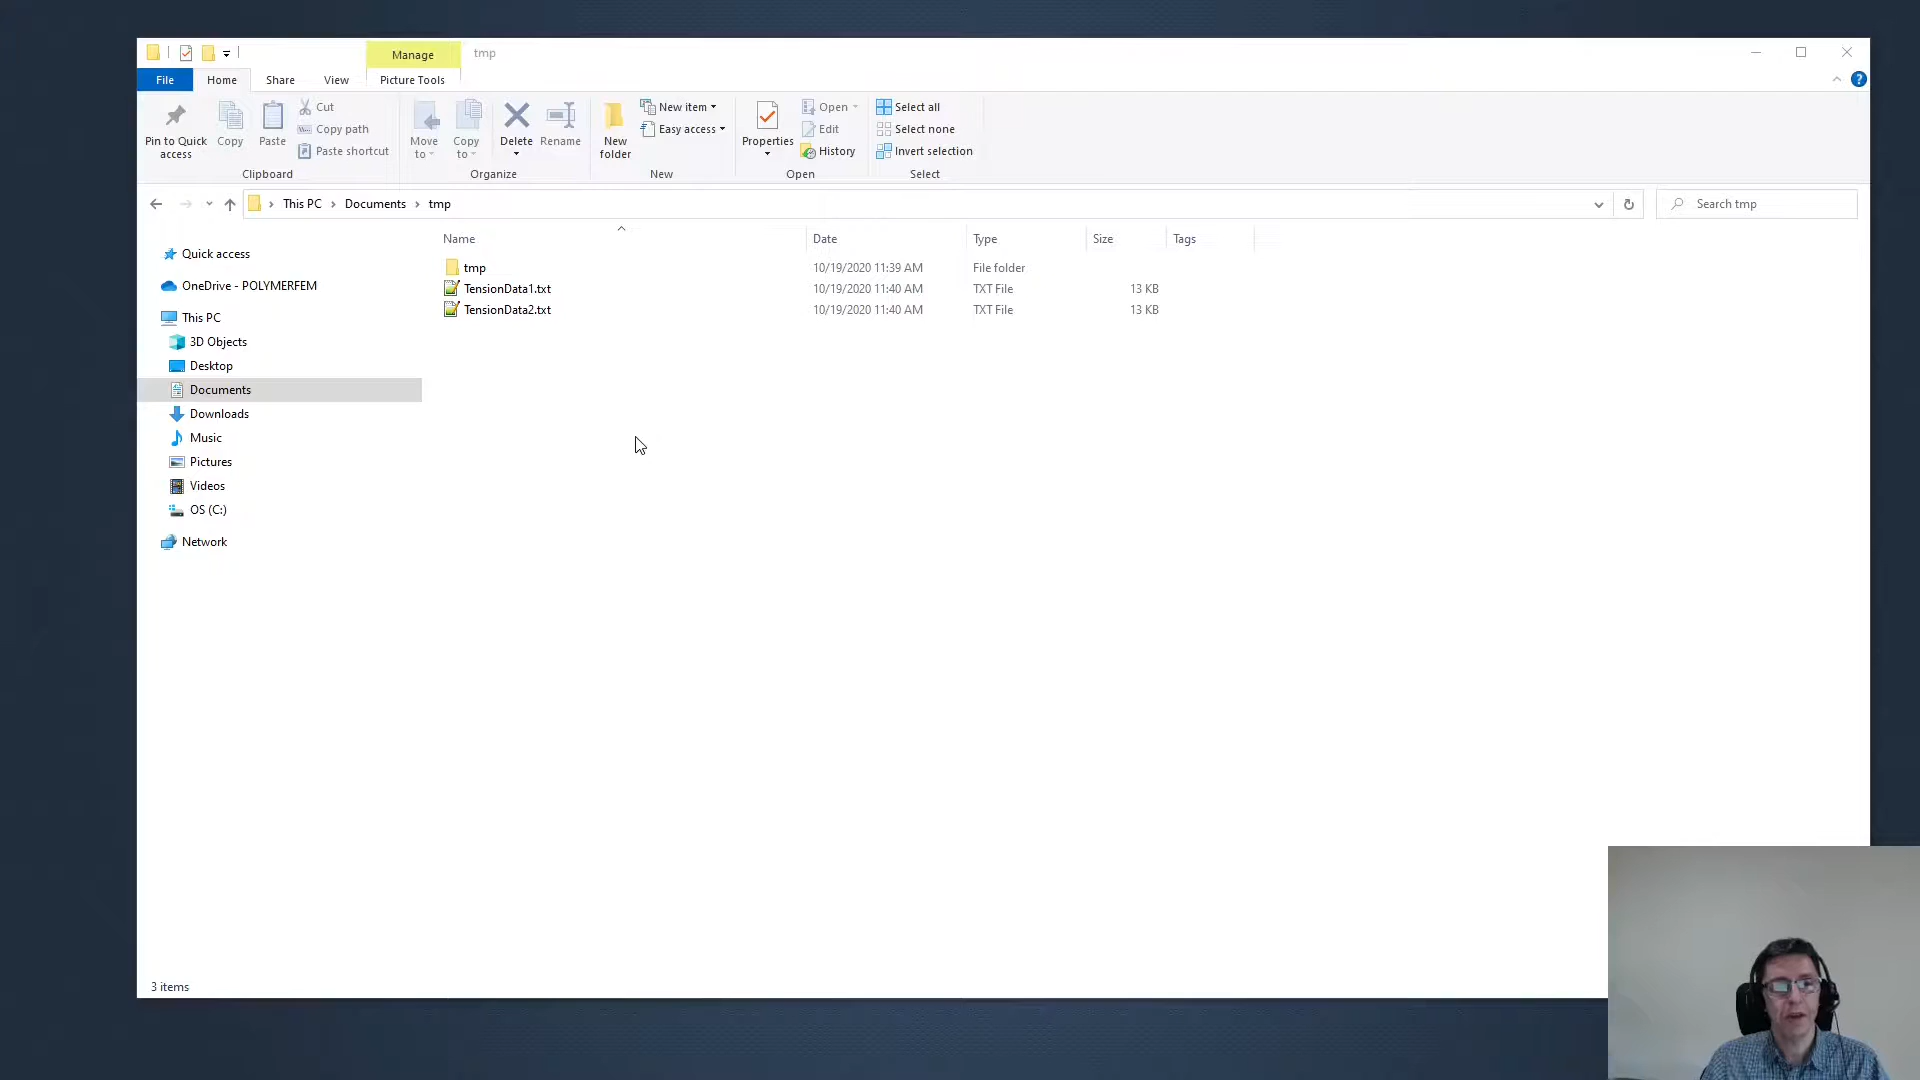 Manage
tmp
File
Home
Share
View
Picture Tools
Pin to Quick
access
Copy
Paste
Cut
Copy path
Paste shortcut
Clipboard
Move
to
Copy
to
Delete
Rename
Organize
New
folder
New item
Easy access
New
Properties
Open
Edit
History
Open
Select all
Select none
Invert selection
Select
This PC
Documents
tmp
Search tmp
Quick access
OneDrive - POLYMERFEM
This PC
3D Objects
Desktop
Documents
Downloads
Music
Pictures
Videos
OS (C:)
Network
Name Date Type Size Tags
tmp 10/19/2020 11:39 AM File folder
TensionData1.txt 10/19/2020 11:40 AM TXT File 13 KB
TensionData2.txt 10/19/2020 11:40 AM TXT File 13 KB
3 items